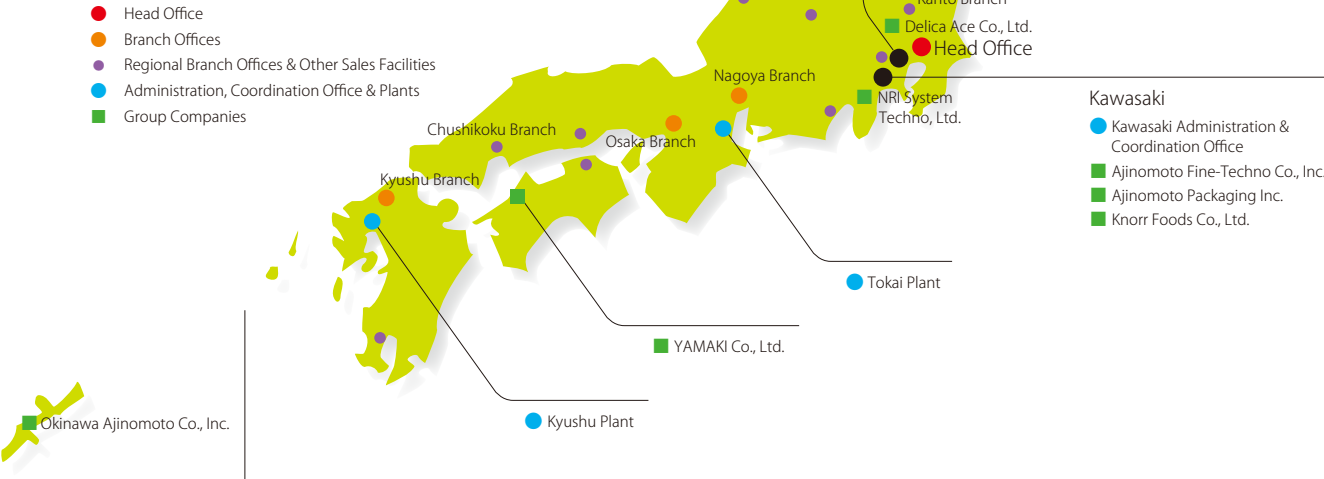 Head Office
Branch Offices
Regional Branch Offices & Other Sales Facilities
Administration, Coordination Office & Plants
Group Companies
Kanto Branch
Delica Ace Co., Ltd.
Head Office
Nagoya Branch
NRI System
Techno, Ltd.
Chushikoku Branch
Osaka Branch
Kyushu Branch
Kawasaki
Kawasaki Administration &
Coordination Office
Ajinomoto Fine-Techno Co., Inc.
Ajinomoto Packaging Inc.
Knorr Foods Co., Ltd.
Tokai Plant
YAMAKI Co., Ltd.
Kyushu Plant
Okinawa Ajinomoto Co., Inc.